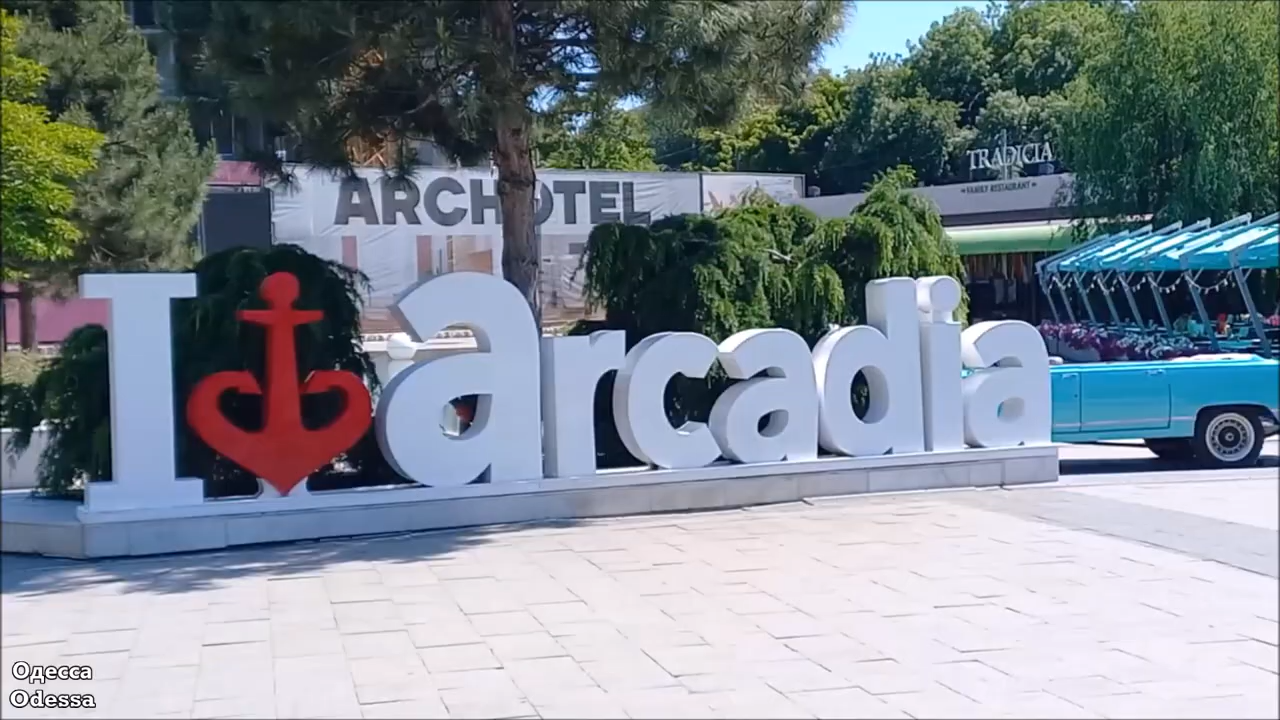 ARCHOTEL
TRADICIA
FAMILY RESTAURANT
I arcadia
Одесса
Odessa